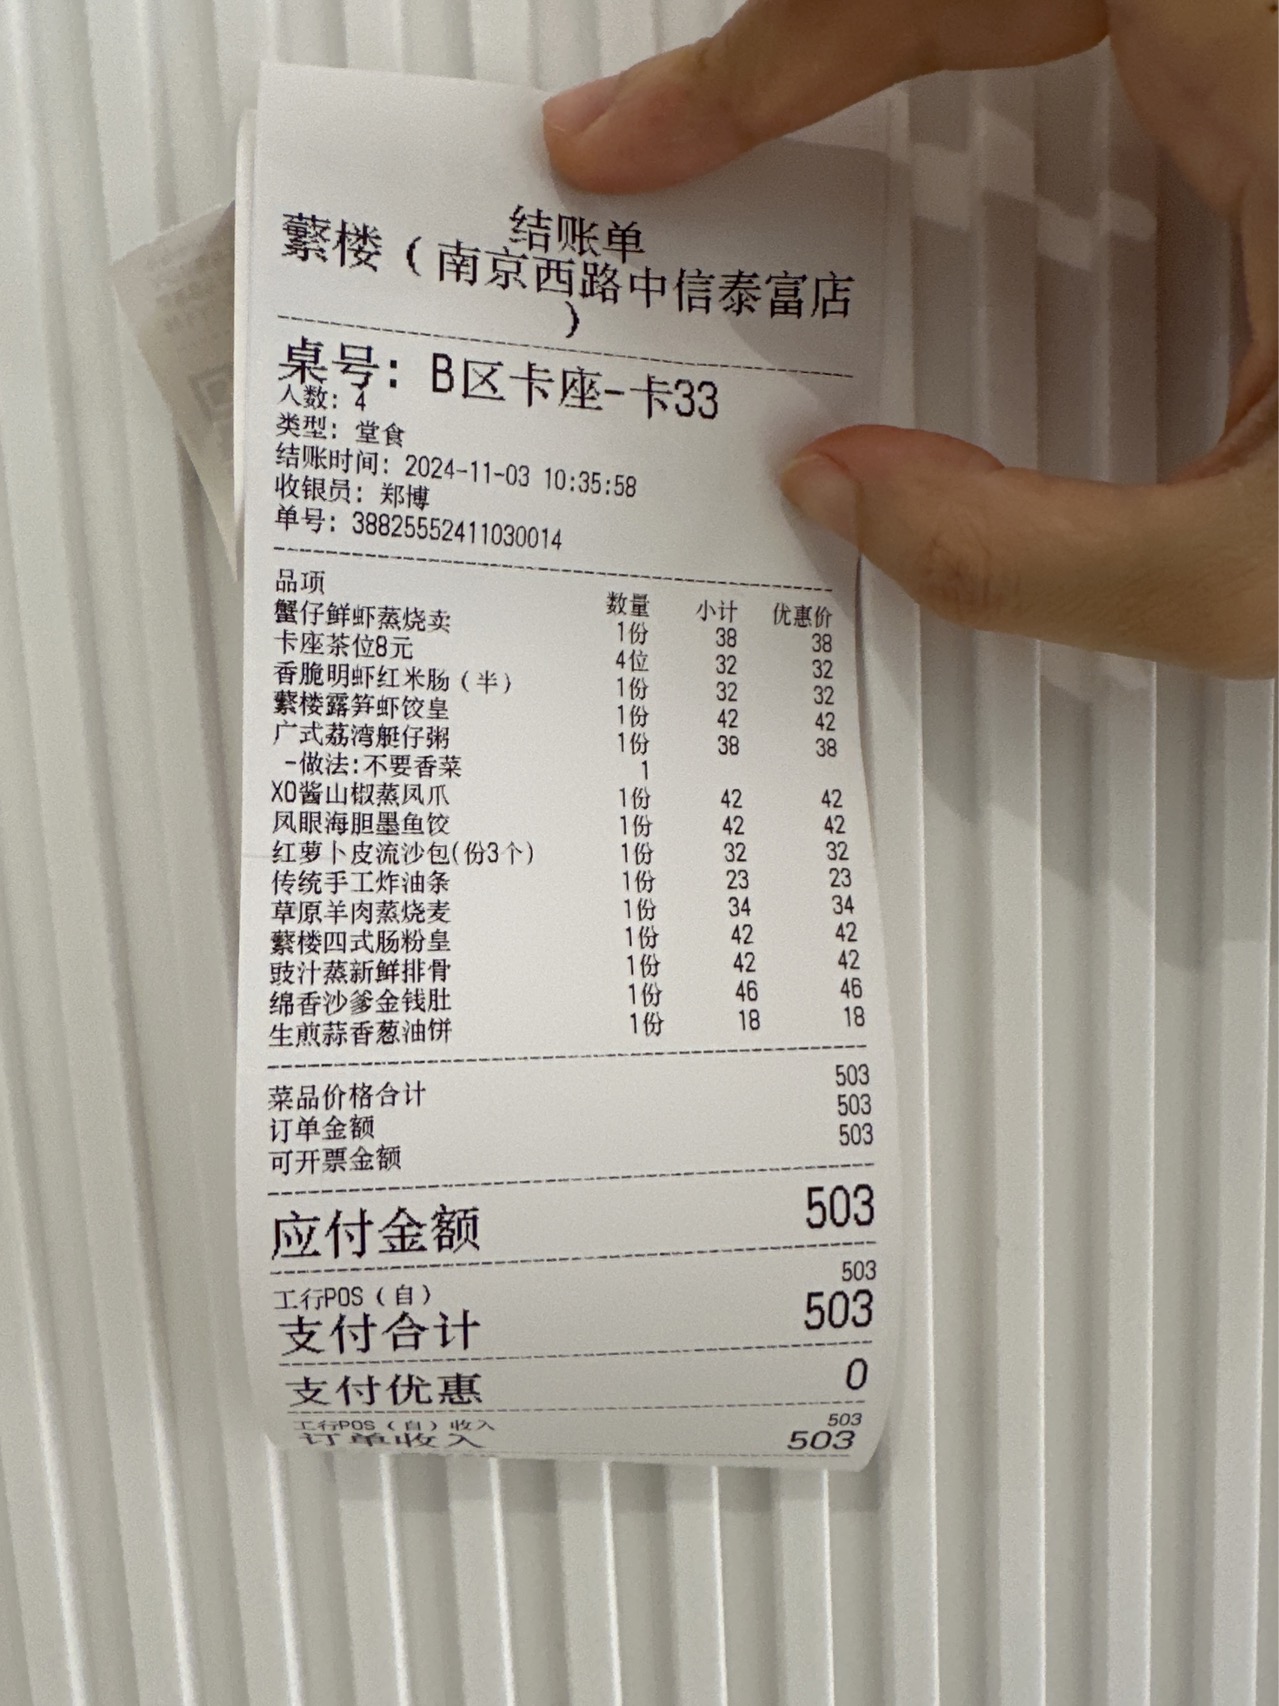 结账单
蘩楼（南京西路中信泰富店
）
桌号: B区卡座-卡33
人数: 4
类型: 堂食
结账时间: 2024-11-03 10:35:58
收银员: 郑博
单号: 38825552411030014
品项 数量 小计 优惠价
蟹仔鲜虾蒸烧卖 1份 38 38
卡座茶位8元 4位 32 32
香脆明虾红米肠（半） 1份 32 32
蘩楼露笋虾饺皇 1份 42 42
广式荔湾艇仔粥 1份 38 38
-做法:不要香菜 1
XO酱山椒蒸凤爪 1份 42 42
凤眼海胆墨鱼饺 1份 42 42
红萝卜皮流沙包(份3个) 1份 32 32
传统手工炸油条 1份 23 23
草原羊肉蒸烧麦 1份 34 34
蘩楼四式肠粉皇 1份 42 42
豉汁蒸新鲜排骨 1份 42 42
绵香沙爹金钱肚 1份 46 46
生煎蒜香葱油饼 1份 18 18
菜品价格合计 503
订单金额 503
可开票金额 503
应付金额 503
工行POS（自） 503
支付合计 503
支付优惠 0
工行POS（自）收入 503
订单收入 503